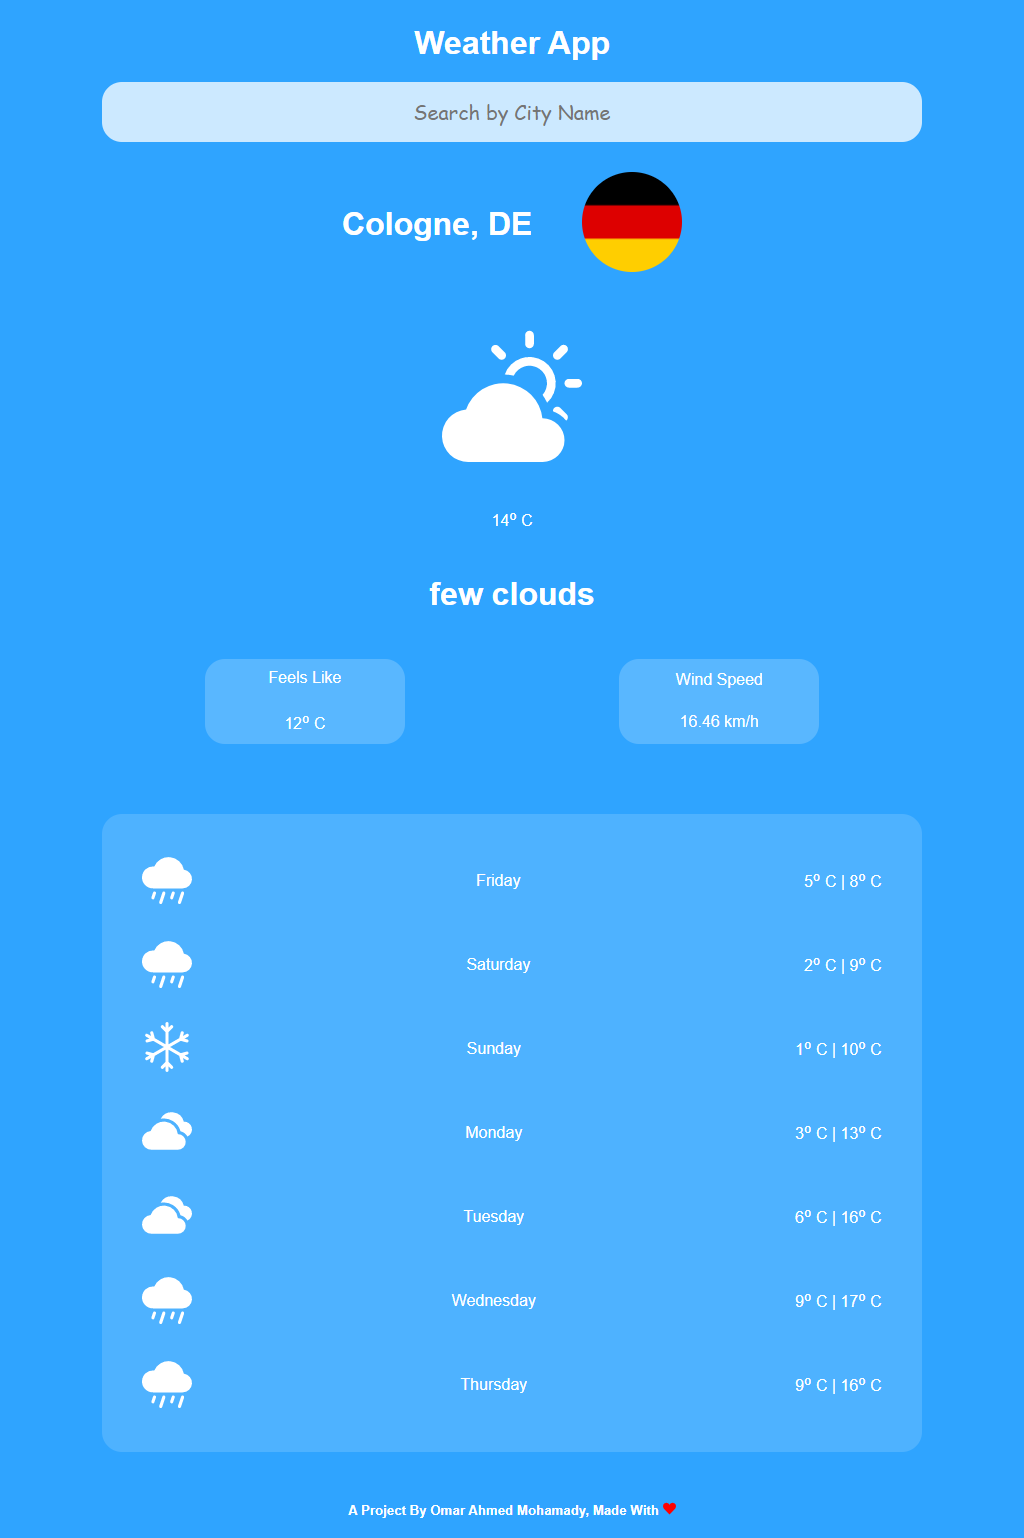 Weather App
Search by City Name
Cologne, DE
14º C
few clouds
Feels Like
12º C
Wind Speed
16.46 km/h
Friday 5º C | 8º C
Saturday 2º C | 9º C
Sunday 1º C | 10º C
Monday 3º C | 13º C
Tuesday 6º C | 16º C
Wednesday 9º C | 17º C
Thursday 9º C | 16º C
A Project By Omar Ahmed Mohamady, Made With ❤